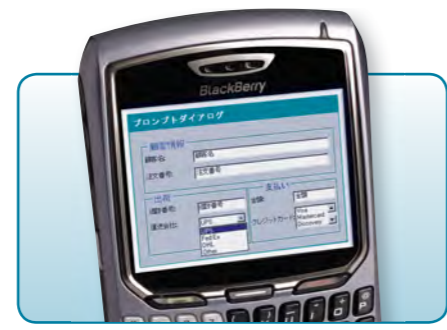 BlackBerry
プロンプトダイアログ
顧客情報
顧客名: 顧客名
注文番号: 注文番号
出荷
追跡番号: 追跡番号
運送会社: UPS
UPS
FedEx
DHL
Other
支払い
金額: 金額
クレジットカード: Visa
Mastercard
Discovery